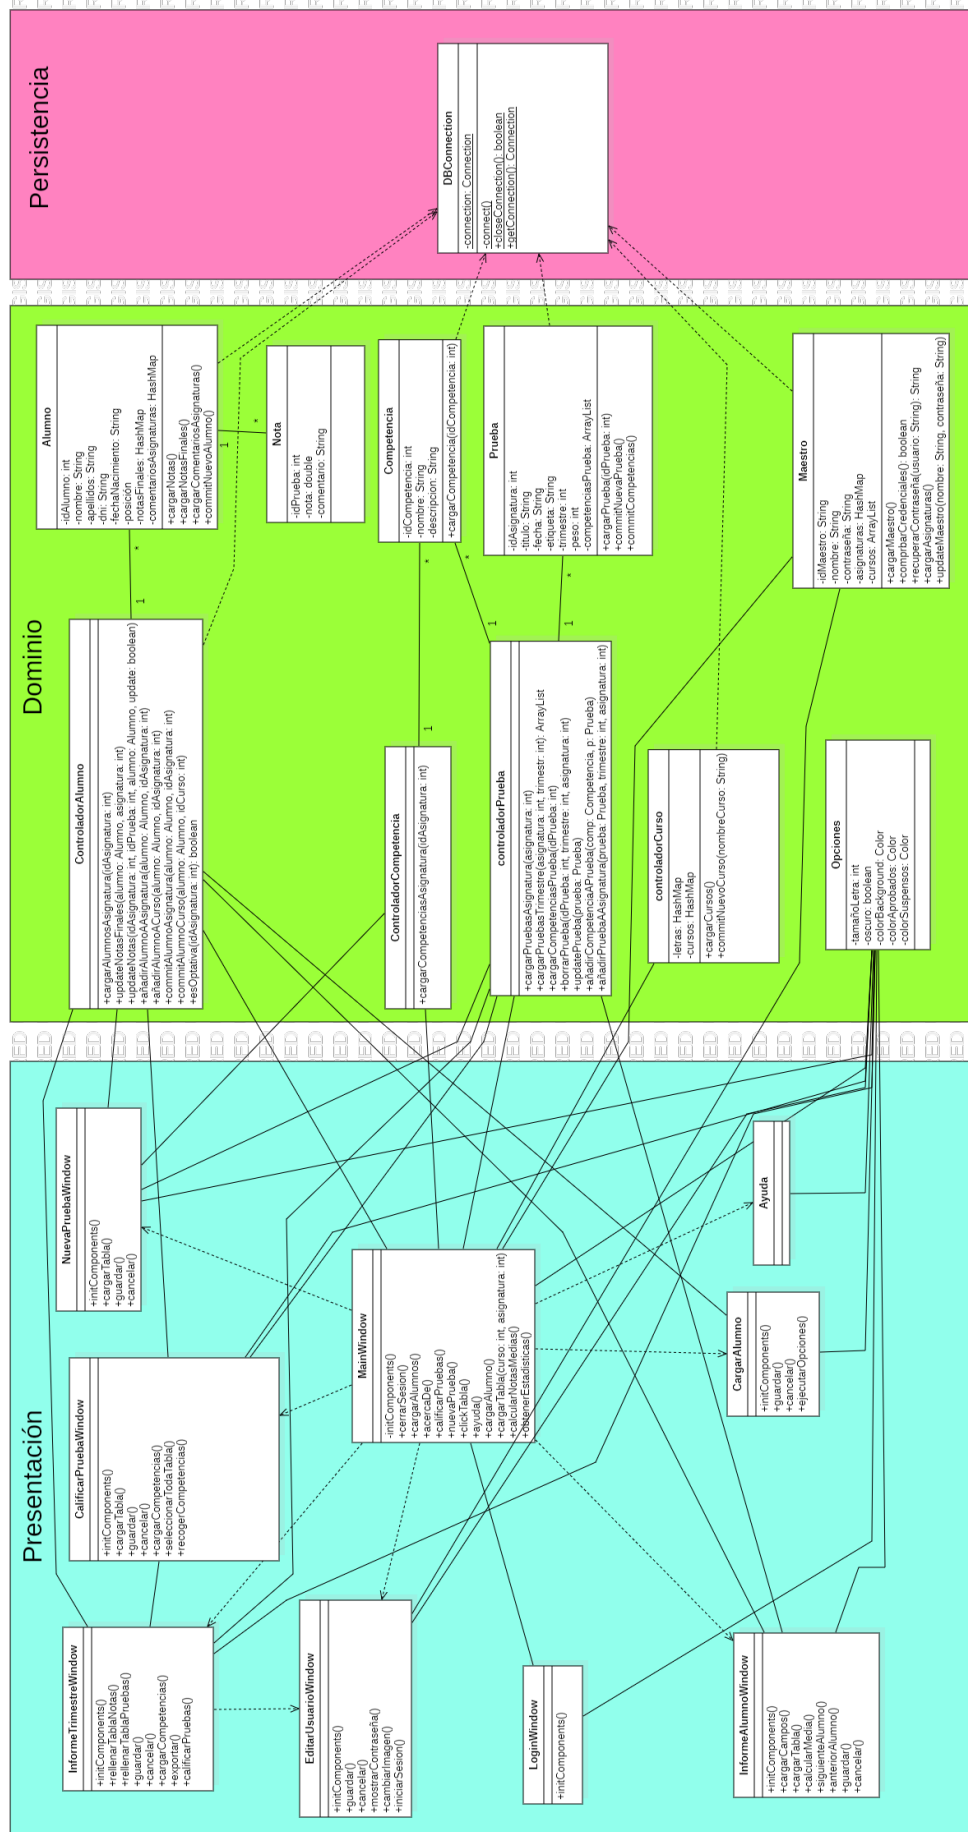 Presentación
InformeTrimestreWindow
+initComponents()
+rellenarTablaNotas()
+rellenarTablaPruebas()
+guardar()
+cancelar()
+cargarCompetencias()
+exportar()
+calificarPruebas()
CalificarPruebaWindow
+initComponents()
+cargarTabla()
+guardar()
+cancelar()
+cargarCompetencias()
+seleccionarTodaTabla()
+recogerCompetencias()
NuevaPruebaWindow
+initComponents()
+cargarTabla()
+guardar()
+cancelar()
EditarUsuarioWindow
+initComponents()
+guardar()
+cancelar()
+mostrarContraseña()
+cambiarImagen()
+iniciarSesion()
MainWindow
-initComponents()
+cerrarSesion()
+cargarAlumnos()
+acercaDe()
+calificarPruebas()
+nuevaPrueba()
+clickTabla()
+ayuda()
+cargarAlumno()
+cargarTabla(curso: int, asignatura: int)
+calcularNotasMedias()
+obtenerEstadisticas()
LoginWindow
+initComponents()
InformeAlumnoWindow
+initComponents()
+cargarCampos()
+cargarTabla()
+calcularMedia()
+siguienteAlumno()
+anteriorAlumno()
+guardar()
+cancelar()
CargarAlumno
+initComponents()
+guardar()
+cancelar()
+ejecutarOpciones()
Ayuda
Dominio
ControladorAlumno
+cargarAlumnosAsignatura(idAsignatura: int)
+updateNotasFinales(alumno: Alumno, asignatura: int)
+updateNotas(idAsignatura: int, idPrueba: int, alumno: Alumno, update: boolean)
+añadirAlumnoAAsignatura(alumno: Alumno, idAsignatura: int)
+añadirAlumnoACurso(alumno: Alumno, idAsignatura: int)
+commitAlumnoAsignatura(alumno: Alumno, idAsignatura: int)
+commitAlumnoCurso(alumno: Alumno, idCurso: int)
+esOptativa(idAsignatura: int): boolean
1
*
Alumno
-idAlumno: int
-nombre: String
-apellidos: String
-dni: String
-fechaNacimiento: String
-posición
-notasFinales: HashMap
-comentariosAsignaturas: HashMap
+cargarNotas()
+cargarNotasFinales()
+cargarComentariosAsignaturas()
+commitNuevoAlumno()
1
*
Nota
-idPrueba: int
-nota: double
-comentario: String
ControladorCompetencia
+cargarCompetenciasAsignatura(idAsignatura: int)
1
*
Competencia
-idCompetencia: int
-nombre: String
-descripcion: String
+cargarCompetencia(idCompetencia: int)
controladorPrueba
+cargarPruebasAsignatura(asignatura: int)
+cargarPruebasTrimestre(asignatura: int, trimestr: int): ArrayList
+cargarCompetenciasPrueba(idPrueba: int)
+borrarPrueba(idPrueba: int, trimestre: int, asignatura: int)
+updatePrueba(prueba: Prueba)
+añadirCompetenciaAPrueba(comp: Competencia, p: Prueba)
+añadirPruebaAAsignatura(prueba: Prueba, trimestre: int, asignatura: int)
1
*
1
*
Prueba
-idAsignatura: int
-titulo: String
-fecha: String
-etiqueta: String
-trimestre: int
-peso: int
-competenciasPrueba: ArrayList
+cargarPrueba(idPrueba: int)
+commitNuevaPrueba()
+commitCompetencias()
controladorCurso
-letras: HashMap
-cursos: HashMap
+cargarCursos()
+commitNuevoCurso(nombreCurso: String)
Maestro
-idMaestro: String
-nombre: String
-contraseña: String
-asignaturas: HashMap
-cursos: ArrayList
+cargarMaestro()
+comprbarCredenciales(): boolean
+recuperarContraseña(usuario: String): String
+cargarAsignaturas()
+updateMaestro(nombre: String, contraseña: String)
Opciones
-tamañoLetra: int
-oscuro: boolean
-colorBackground: Color
-colorAprobados: Color
-colorSuspensos: Color
Persistencia
DBConnection
-connection: Connection
-connect()
+closeConnection(): boolean
+getConnection(): Connection